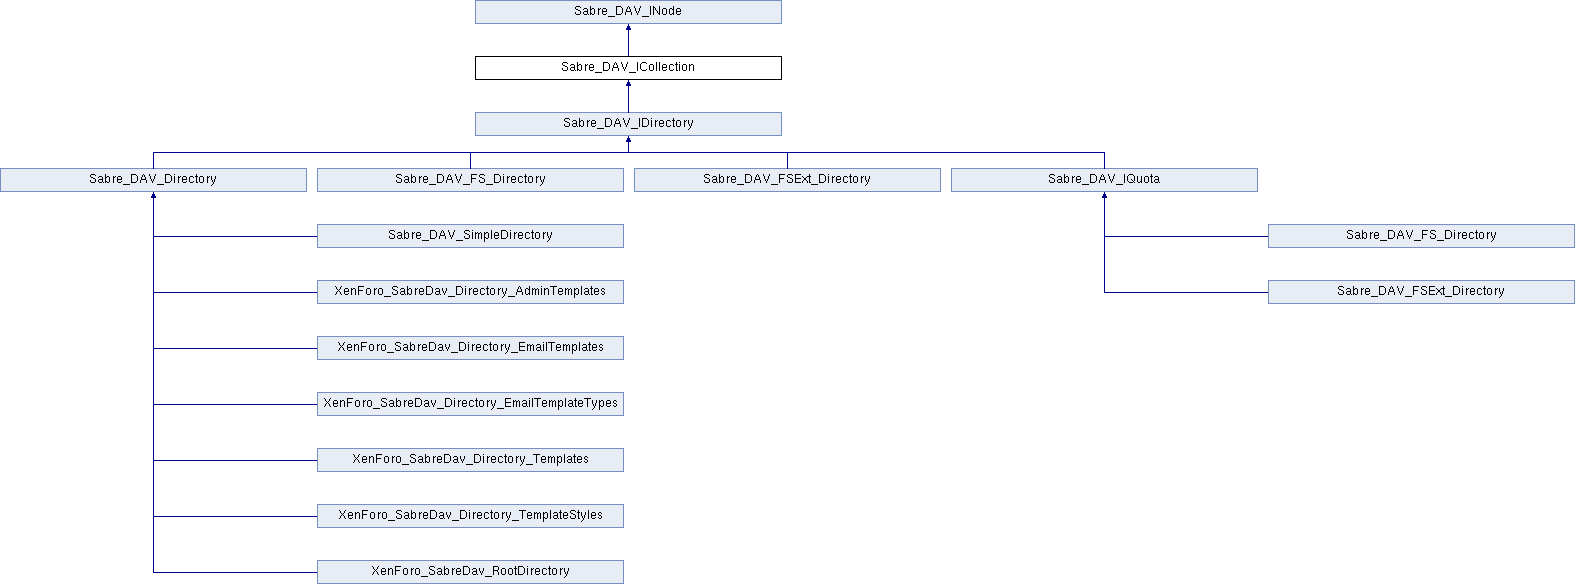 Sabre_DAV_INode
Sabre_DAV_ICollection
Sabre_DAV_IDirectory
Sabre_DAV_Directory
Sabre_DAV_FS_Directory
Sabre_DAV_FSExt_Directory
Sabre_DAV_IQuota
Sabre_DAV_SimpleDirectory
Sabre_DAV_FS_Directory
XenForo_SabreDav_Directory_AdminTemplates
Sabre_DAV_FSExt_Directory
XenForo_SabreDav_Directory_EmailTemplates
XenForo_SabreDav_Directory_EmailTemplateTypes
XenForo_SabreDav_Directory_Templates
XenForo_SabreDav_Directory_TemplateStyles
XenForo_SabreDav_RootDirectory